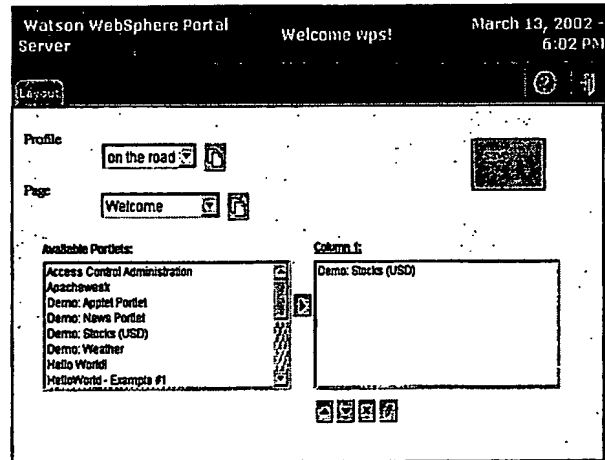 Watson WebSphere Portal Server
Welcome wps!
March 13, 2002 - 6:02 PM
Layout
Profile
on the road
Page
Welcome
Available Portlets:
Access Control Administration
Apacheweek
Demo: Applet Portlet
Demo: News Portlet
Demo: Stocks (USD)
Demo: Weather
Hello World!
HelloWorld - Example #1
Column 1:
Demo: Stocks (USD)